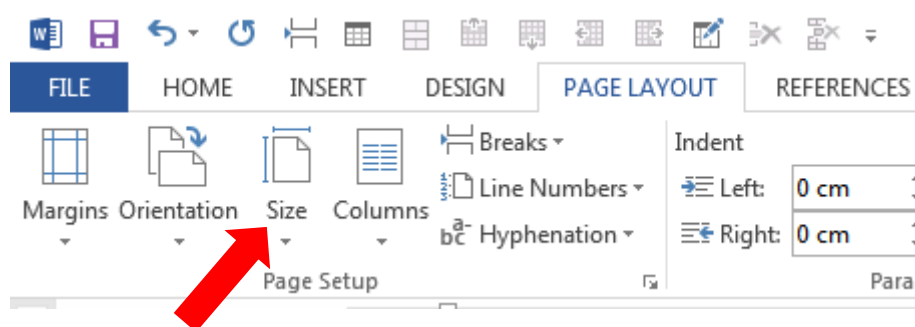 FILE HOME INSERT DESIGN PAGE LAYOUT REFERENCES
Breaks Indent
Line Numbers Left: 0 cm
Margins Orientation Size Columns
Hyphenation Right: 0 cm
Page Setup Para